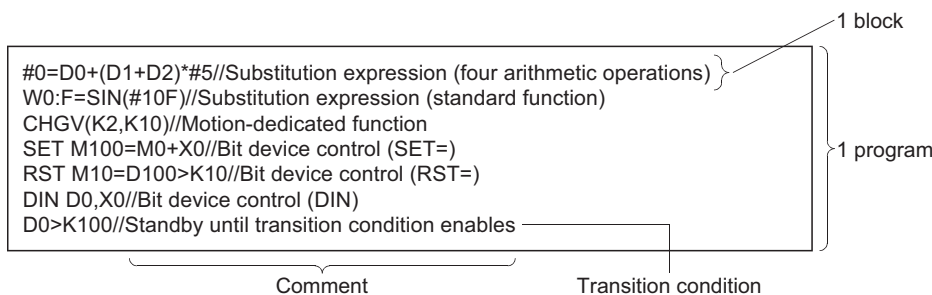 1 block
#0=D0+(D1+D2)*#5//Substitution expression (four arithmetic operations)
W0:F=SIN(#10F)//Substitution expression (standard function)
CHGV(K2,K10)//Motion-dedicated function
SET M100=M0+X0//Bit device control (SET=)
RST M10=D100>K10//Bit device control (RST=)
DIN D0,X0//Bit device control (DIN)
D0>K100//Standby until transition condition enables
1 program
Comment
Transition condition